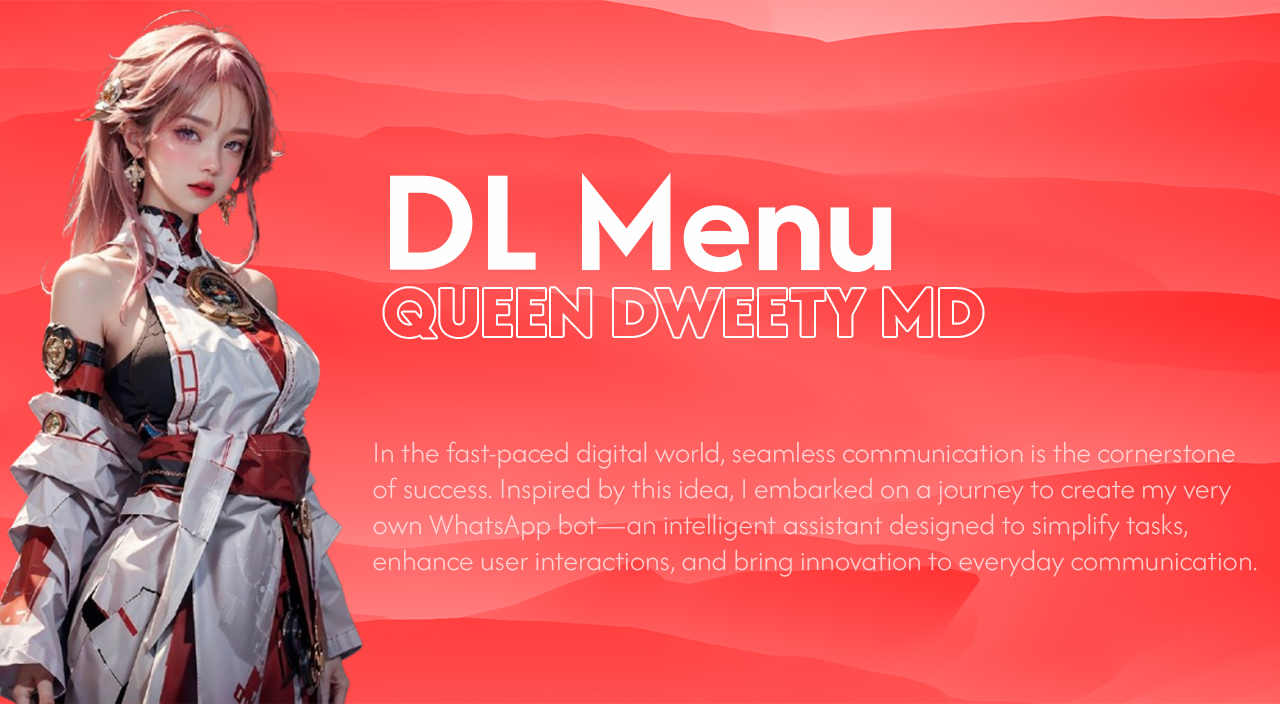 DL Menu
QUEEN DWEETY MD
In the fast-paced digital world, seamless communication is the cornerstone
of success. Inspired by this idea, I embarked on a journey to create my very
own WhatsApp bot—an intelligent assistant designed to simplify tasks,
enhance user interactions, and bring innovation to everyday communication.